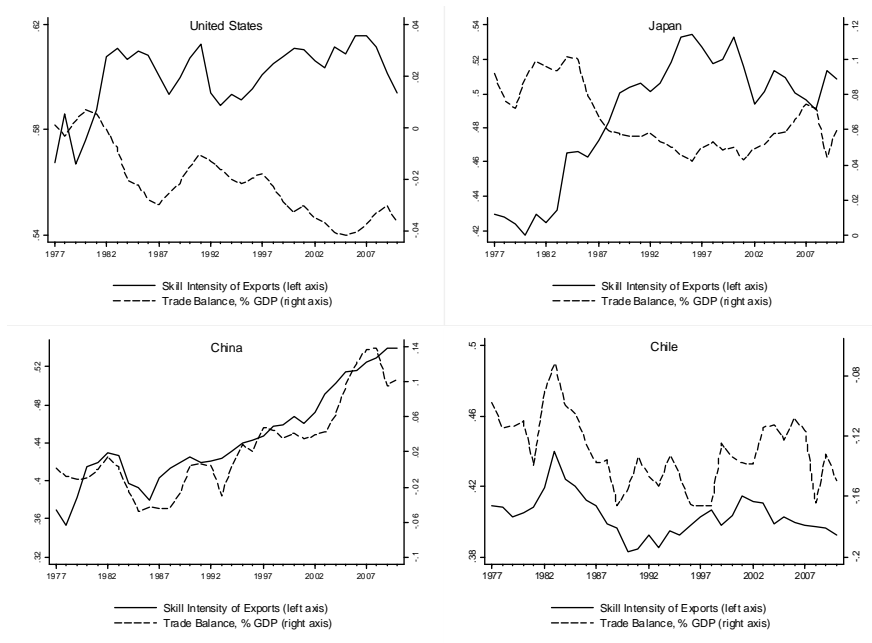 United States
.62
.58
.54
.04
.02
0
-.02
-.04
1977 1982 1987 1992 1997 2002 2007
Skill Intensity of Exports (left axis)
Trade Balance, % GDP (right axis)
Japan
.54
.52
.5
.48
.46
.44
.42
.12
.1
.08
.06
.04
.02
0
1977 1982 1987 1992 1997 2002 2007
Skill Intensity of Exports (left axis)
Trade Balance, % GDP (right axis)
China
.52
.48
.44
.4
.36
.32
.14
.1
.06
.02
-.02
-.06
-.1
1977 1982 1987 1992 1997 2002 2007
Skill Intensity of Exports (left axis)
Trade Balance, % GDP (right axis)
Chile
.5
.46
.42
.38
-.08
-.12
-.16
-.2
1977 1982 1987 1992 1997 2002 2007
Skill Intensity of Exports (left axis)
Trade Balance, % GDP (right axis)